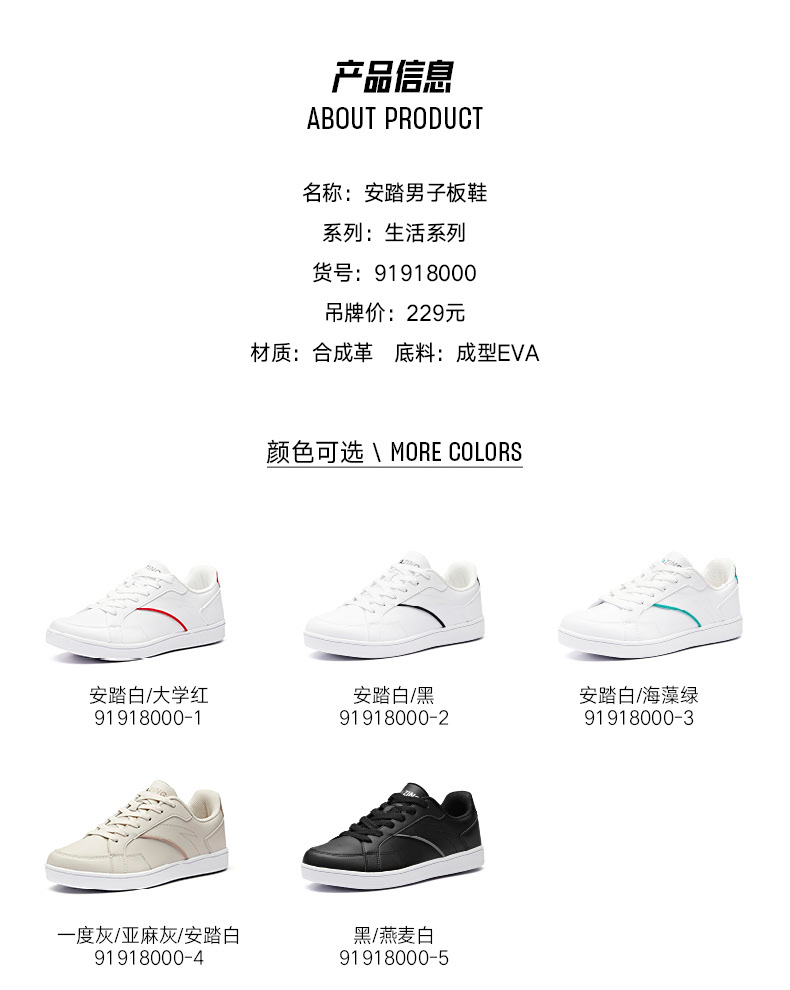 产品信息
ABOUT PRODUCT
名称：安踏男子板鞋
系列：生活系列
货号：91918000
吊牌价：229元
材质：合成革 底料：成型EVA
颜色可选 \ MORE COLORS
安踏白/大学红
91918000-1
安踏白/黑
91918000-2
安踏白/海藻绿
91918000-3
一度灰/亚麻灰/安踏白
91918000-4
黑/燕麦白
91918000-5